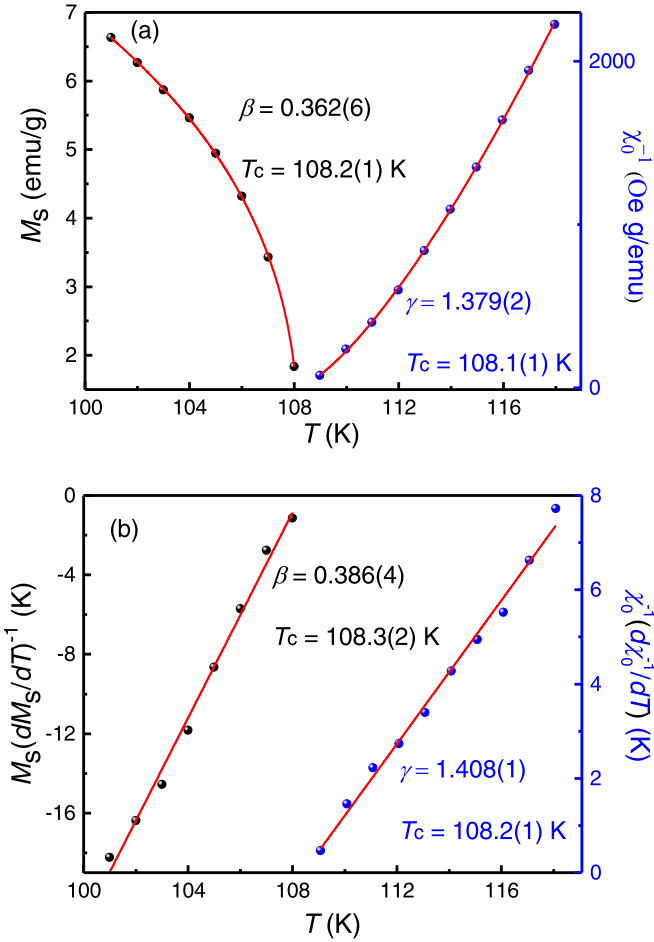 (a)
7
6
5
4
3
2
M_S (emu/g)
β = 0.362(6)
Tc = 108.2(1) K
2000
0
χ₀⁻¹ (Oe g/emu)
γ = 1.379(2)
Tc = 108.1(1) K
100 104 108 112 116
T (K)
(b)
0
-4
-8
-12
-16
M_S(dM_S/dT)⁻¹ (K)
β = 0.386(4)
Tc = 108.3(2) K
8
6
4
2
0
χ₀⁻¹(dχ₀⁻¹/dT) (K)
γ = 1.408(1)
Tc = 108.2(1) K
100 104 108 112 116
T (K)